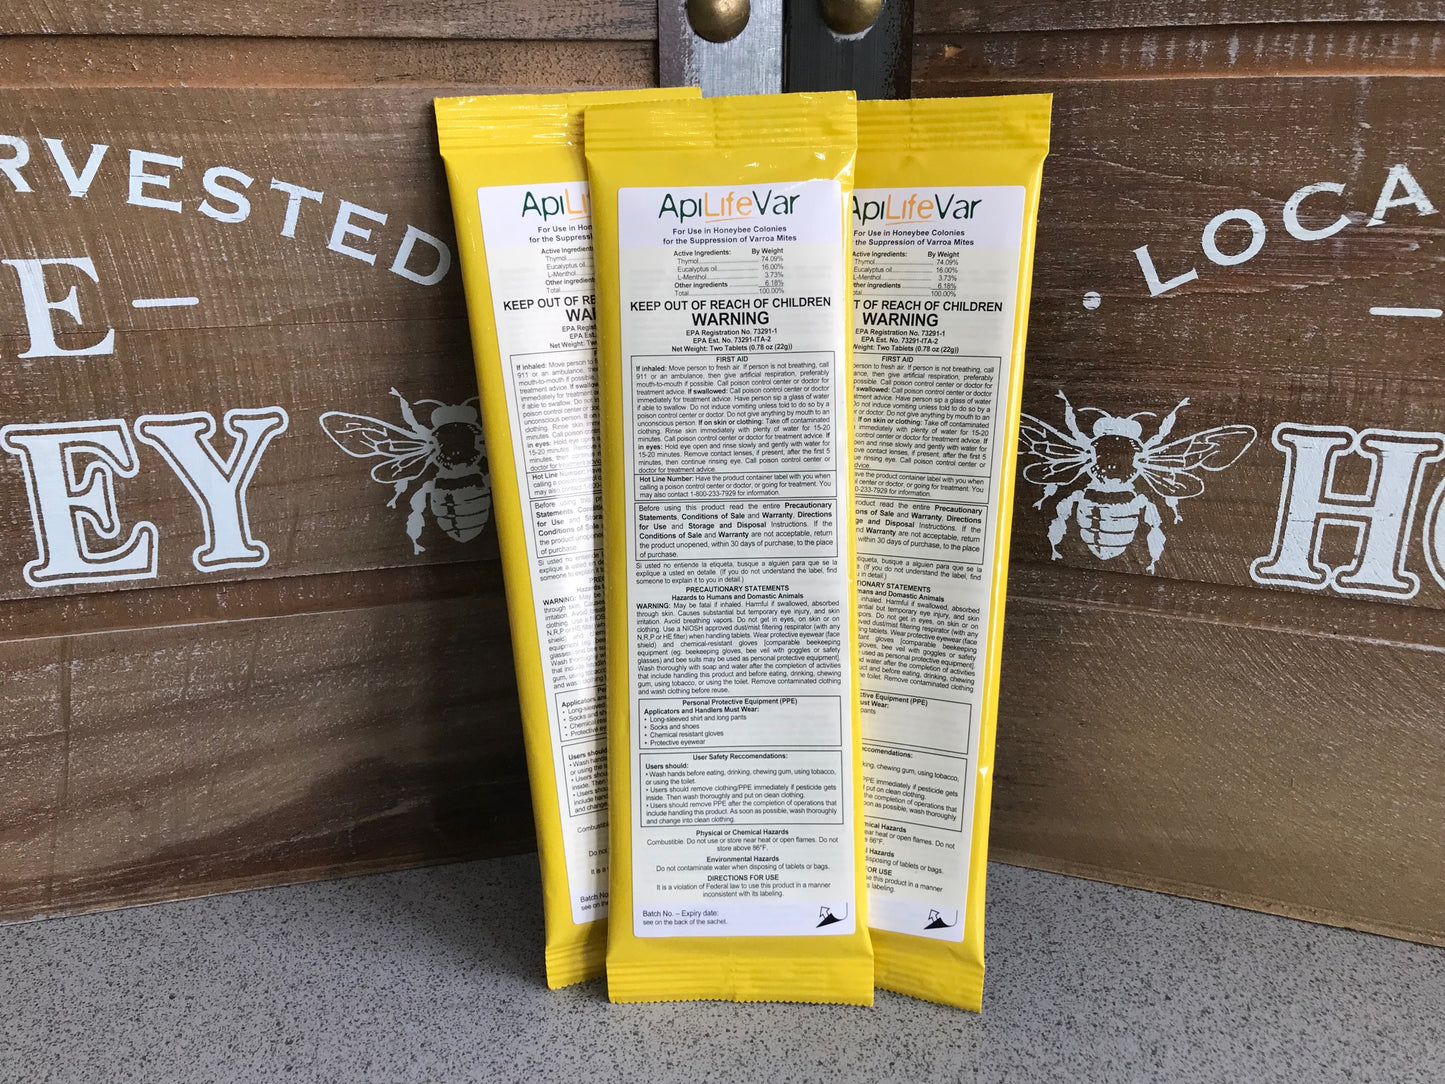 RVESTED
E –
EY
LOCA
–
HO
ApiLifeVar
For Use in Honeybee Colonies
for the Suppression of Varroa Mites
Active Ingredients: By Weight
Thymol 74.09%
Eucalyptus oil 16.00%
L-Menthol 3.73%
Other ingredients 6.18%
Total 100.00%
KEEP OUT OF REACH OF CHILDREN
WARNING
EPA Registration No. 73291-1
EPA Est. No. 73291-ITA-2
Net Weight: Two Tablets (0.78 oz (22g))
FIRST AID
If inhaled: Move person to fresh air. If person is not breathing, call
911 or an ambulance, then give artificial respiration, preferably
mouth-to-mouth if possible. Call poison control center or doctor for
treatment advice. If swallowed: Call poison control center or doctor
immediately for treatment advice. Have person sip a glass of water
if able to swallow. Do not induce vomiting unless told to do so by a
poison control center or doctor. Do not give anything by mouth to an
unconscious person. If on skin or clothing: Take off contaminated
clothing. Rinse skin immediately with plenty of water for 15-20
minutes. Call poison control center or doctor for treatment advice. If
in eyes: Hold eye open and rinse slowly and gently with water for
15-20 minutes. Remove contact lenses, if present, after the first 5
minutes, then continue rinsing eye. Call poison control center or
doctor for treatment advice.
Hot Line Number: Have the product container label with you when
calling a poison control center or doctor, or going for treatment. You
may also contact 1-800-233-7929 for information.
Before using this product read the entire Precautionary
Statements, Conditions of Sale and Warranty, Directions
for Use and Storage and Disposal Instructions. If the
Conditions of Sale and Warranty are not acceptable, return
the product unopened, within 30 days of purchase, to the place
of purchase.
Si usted no entiende la etiqueta, busque a alguien para que se la
explique a usted en detalle. (If you do not understand the label, find
someone to explain it to you in detail.)
PRECAUTIONARY STATEMENTS
Hazards to Humans and Domastic Animals
WARNING: May be fatal if inhaled. Harmful if swallowed, absorbed
through skin. Causes substantial but temporary eye injury, and skin
irritation. Avoid breathing vapors. Do not get in eyes, on skin or on
clothing. Use a NIOSH approved dust/mist filtering respirator (with any
N,R,P or HE filter) when handling tablets. Wear protective eyewear (face
shield) and chemical-resistant gloves [comparable beekeeping
equipment (eg: beekeeping gloves, bee veil with goggles or safety
glasses) and bee suits may be used as personal protective equipment].
Wash thoroughly with soap and water after the completion of activities
that include handling this product and before eating, drinking, chewing
gum, using tobacco, or using the toilet. Remove contaminated clothing
and wash clothing before reuse.
Personal Protective Equipment (PPE)
Applicators and Handlers Must Wear:
• Long-sleeved shirt and long pants
• Socks and shoes
• Chemical resistant gloves
• Protective eyewear
User Safety Reccomendations:
Users should:
• Wash hands before eating, drinking, chewing gum, using tobacco,
or using the toilet.
• Users should remove clothing/PPE immediately if pesticide gets
inside. Then wash thoroughly and put on clean clothing.
• Users should remove PPE after the completion of operations that
include handling this product. As soon as possible, wash thoroughly
and change into clean clothing
Physical or Chemical Hazards
Combustible. Do not use or store near heat or open flames. Do not
store above 86°F.
Environmental Hazards
Do not contaminate water when disposing of tablets or bags.
DIRECTIONS FOR USE
It is a violation of Federal law to use this product in a manner
inconsistent with its labeling.
Batch No. – Expiry date:
see on the back of the sachet.